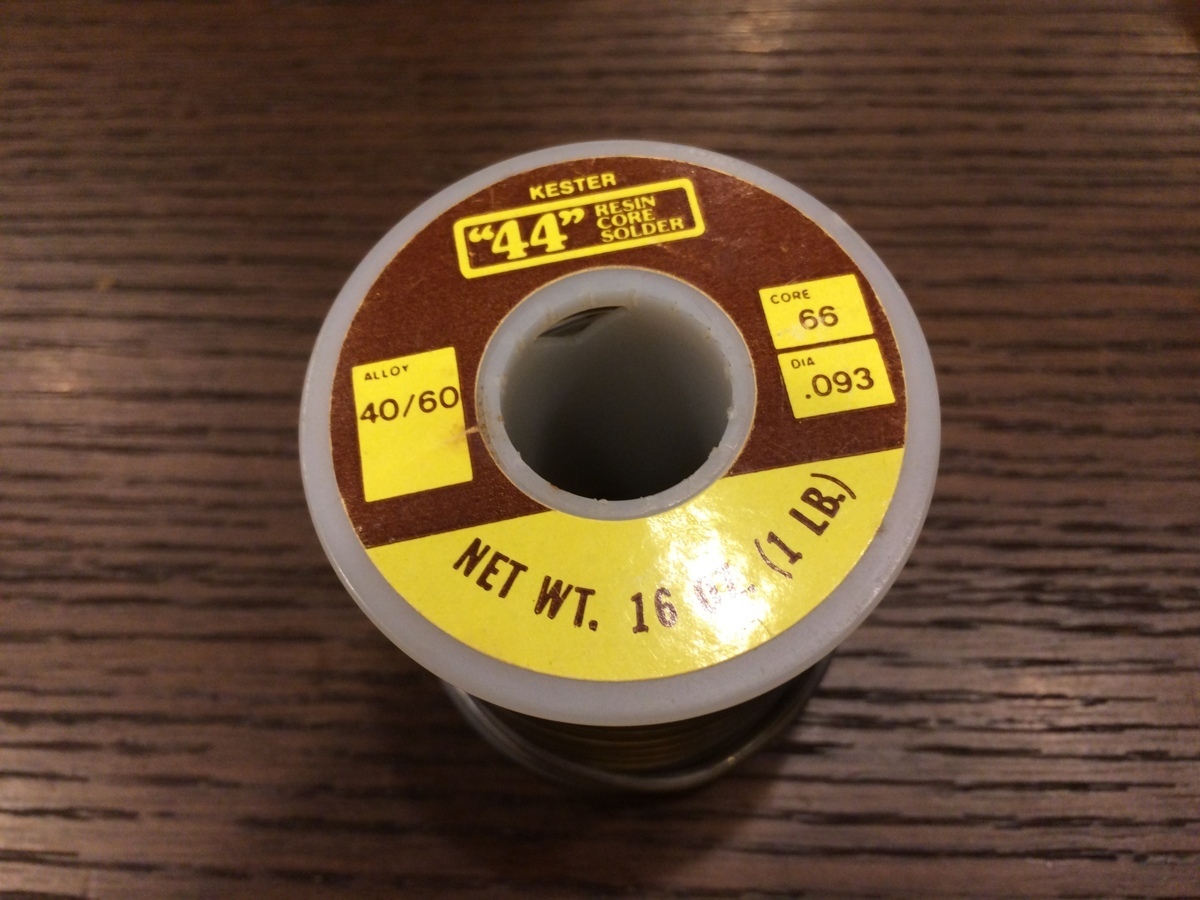 KESTER
“44” RESIN
CORE
SOLDER
CORE
66
ALLOY
40/60
DIA
.093
NET WT. 16 (1 LB.)